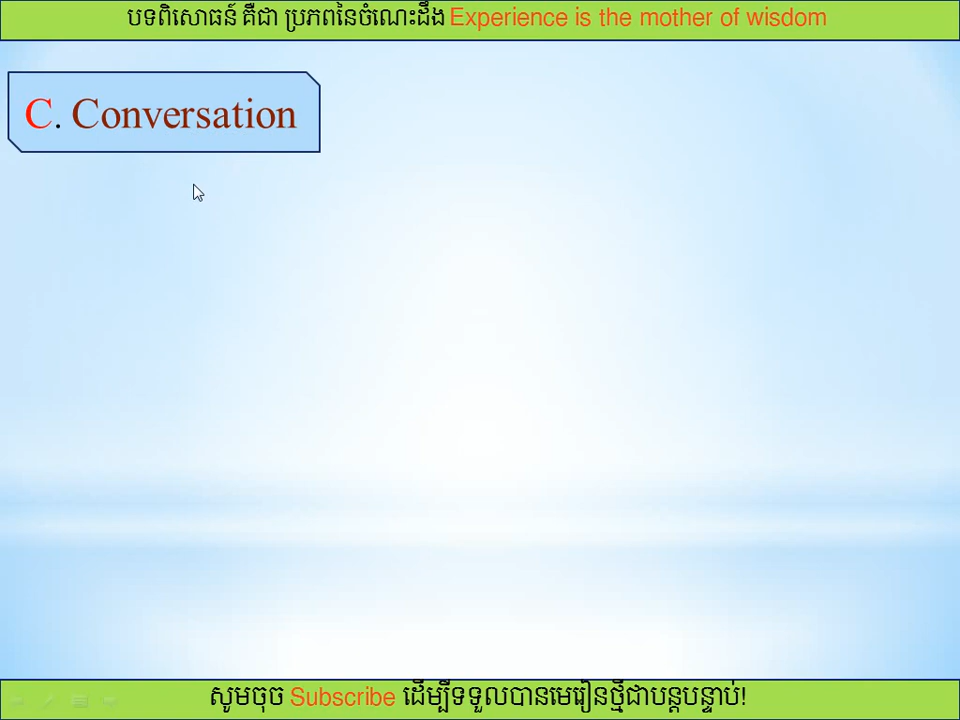 បទពិសោធន៍ គឺជា ប្រភពនៃចំណេះដឹង Experience is the mother of wisdom
C. Conversation
សូមចុច Subscribe ដើម្បីទទួលបានមេរៀនថ្មីជាបន្តបន្ទាប់!